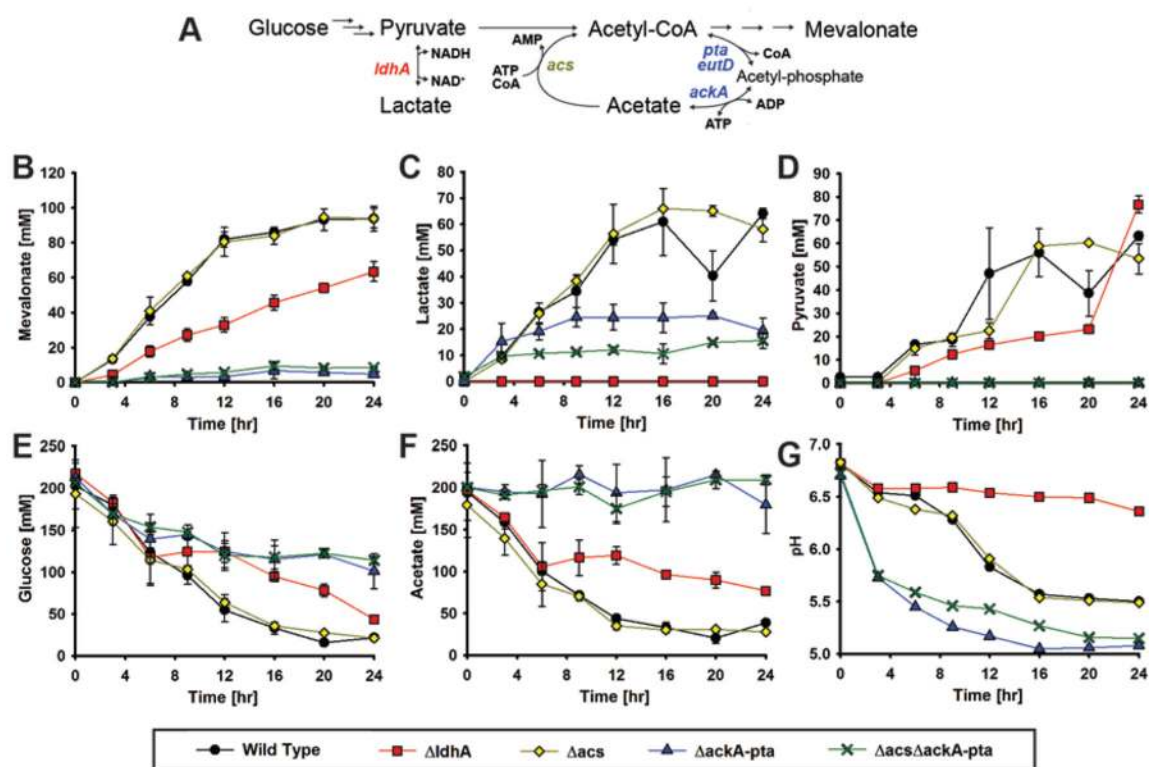 A
Glucose Pyruvate Acetyl-CoA Mevalonate
NADH
AMP
pta
CoA
ldhA
ATP
acs
eutD
Acetyl-phosphate
NAD+
CoA
ackA
Lactate
Acetate
ADP
ATP
B
Mevalonate [mM]
120
100
80
60
40
20
0
0 4 8 12 16 20 24
Time [hr]
C
Lactate [mM]
80
70
60
50
40
30
20
10
0
0 4 8 12 16 20 24
Time [hr]
D
Pyruvate [mM]
90
80
70
60
50
40
30
20
10
0
0 4 8 12 16 20 24
Time [hr]
E
Glucose [mM]
250
200
150
100
50
0
0 4 8 12 16 20 24
Time [hr]
F
Acetate [mM]
250
200
150
100
50
0
0 4 8 12 16 20 24
Time [hr]
G
pH
7.0
6.5
6.0
5.5
5.0
0 4 8 12 16 20 24
Time [hr]
Wild Type ΔldhA Δacs ΔackA-pta ΔacsΔackA-pta